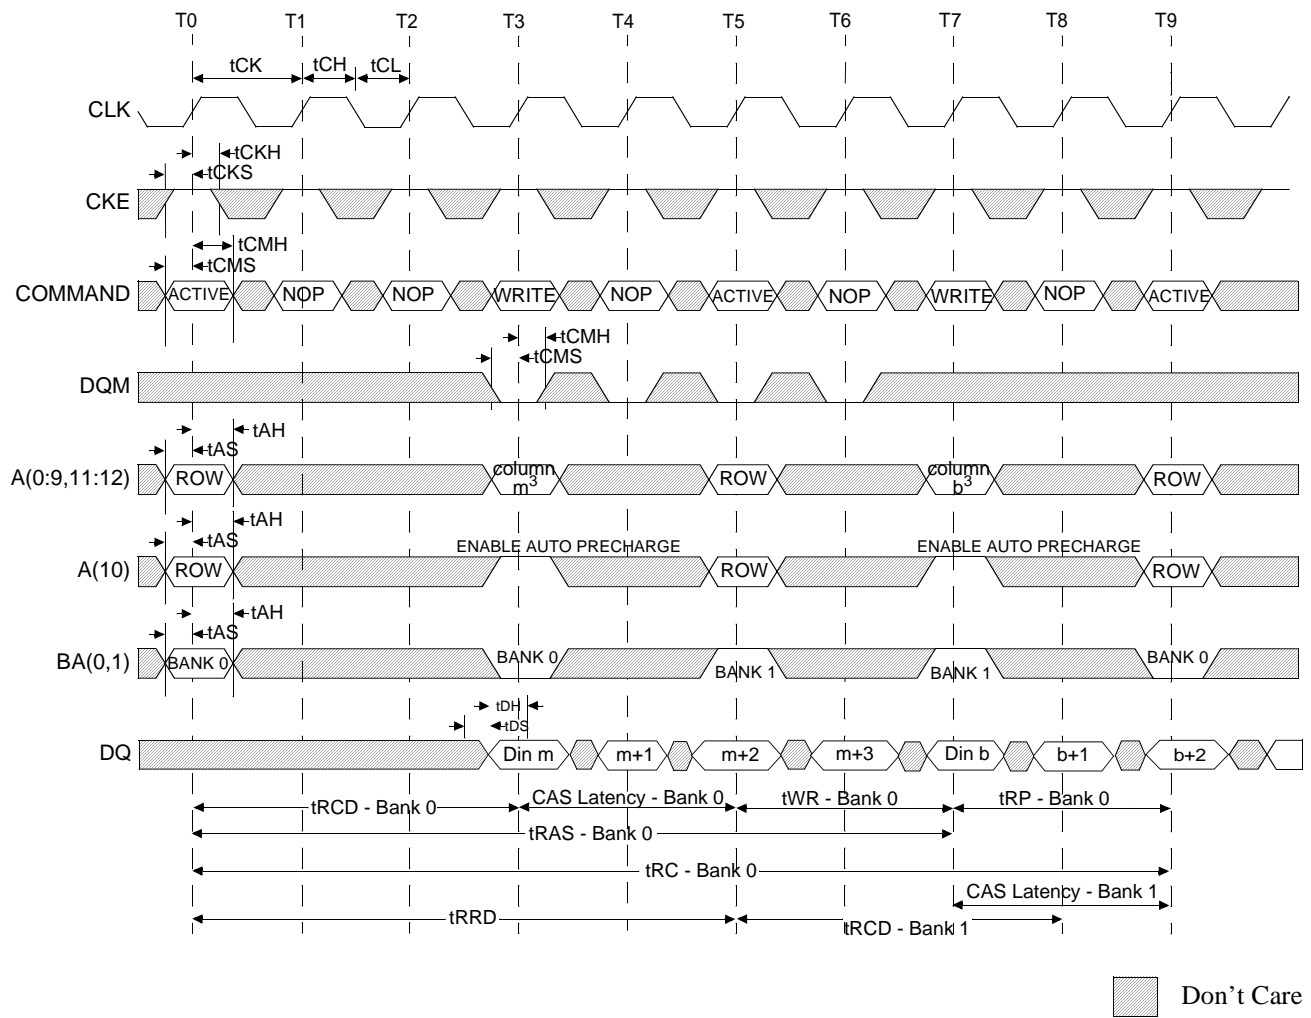 T0 T1 T2 T3 T4 T5 T6 T7 T8 T9
tCK tCH tCL
CLK
tCKH
tCKS
CKE
tCMH
tCMS
COMMAND ACTIVE NOP NOP WRITE NOP ACTIVE NOP WRITE NOP ACTIVE
tCMH
tCMS
DQM
tAH
tAS
A(0:9,11:12) ROW column m3 ROW column b3 ROW
tAH
tAS
ENABLE AUTO PRECHARGE ENABLE AUTO PRECHARGE
A(10) ROW ROW ROW
tAH
tAS
BA(0,1) BANK 0 BANK 0 BANK 1 BANK 1 BANK 0
tDH
tDS
DQ Din m m+1 m+2 m+3 Din b b+1 b+2
tRCD - Bank 0 CAS Latency - Bank 0 tWR - Bank 0 tRP - Bank 0
tRAS - Bank 0
tRC - Bank 0
CAS Latency - Bank 1
tRRD tRCD - Bank 1
Don't Care